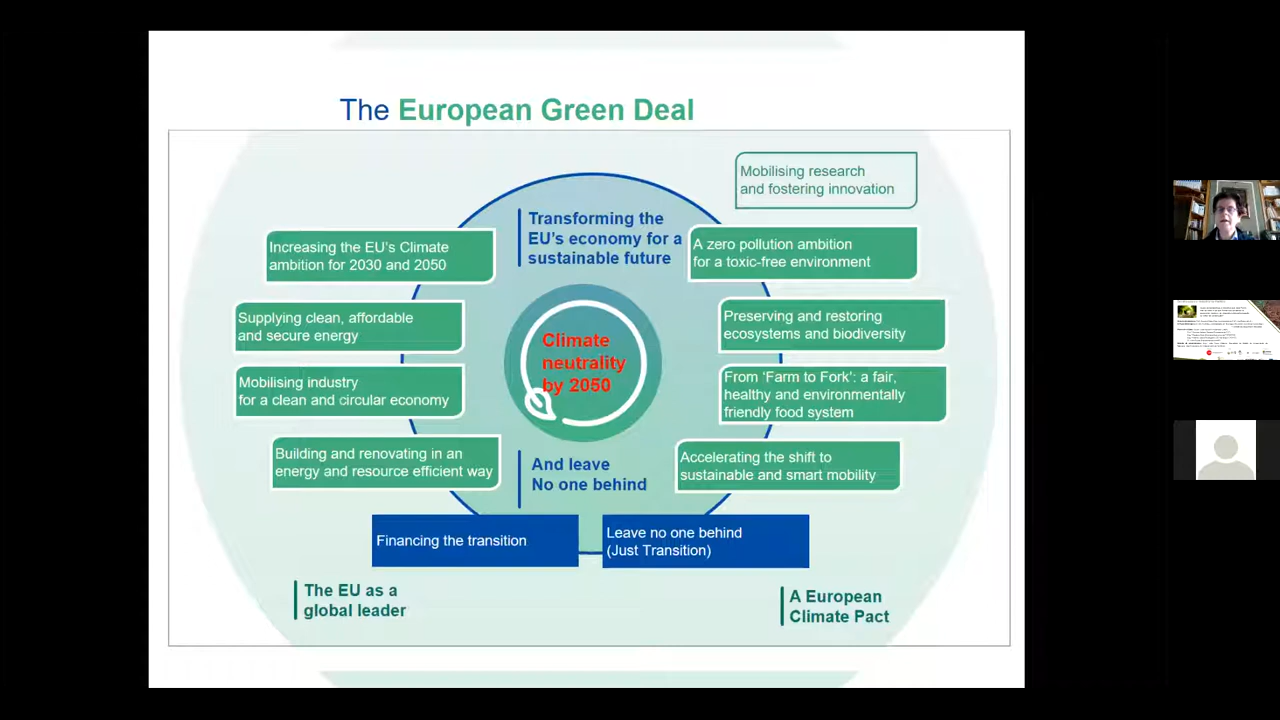 The European Green Deal
Mobilising research
and fostering innovation
Transforming the
EU's economy for a
sustainable future
Increasing the EU's Climate
ambition for 2030 and 2050
A zero pollution ambition
for a toxic-free environment
Supplying clean, affordable
and secure energy
Preserving and restoring
ecosystems and biodiversity
Climate
neutrality
by 2050
Mobilising industry
for a clean and circular economy
From 'Farm to Fork': a fair,
healthy and environmentally
friendly food system
Building and renovating in an
energy and resource efficient way
And leave
No one behind
Accelerating the shift to
sustainable and smart mobility
Financing the transition
Leave no one behind
(Just Transition)
The EU as a
global leader
A European
Climate Pact